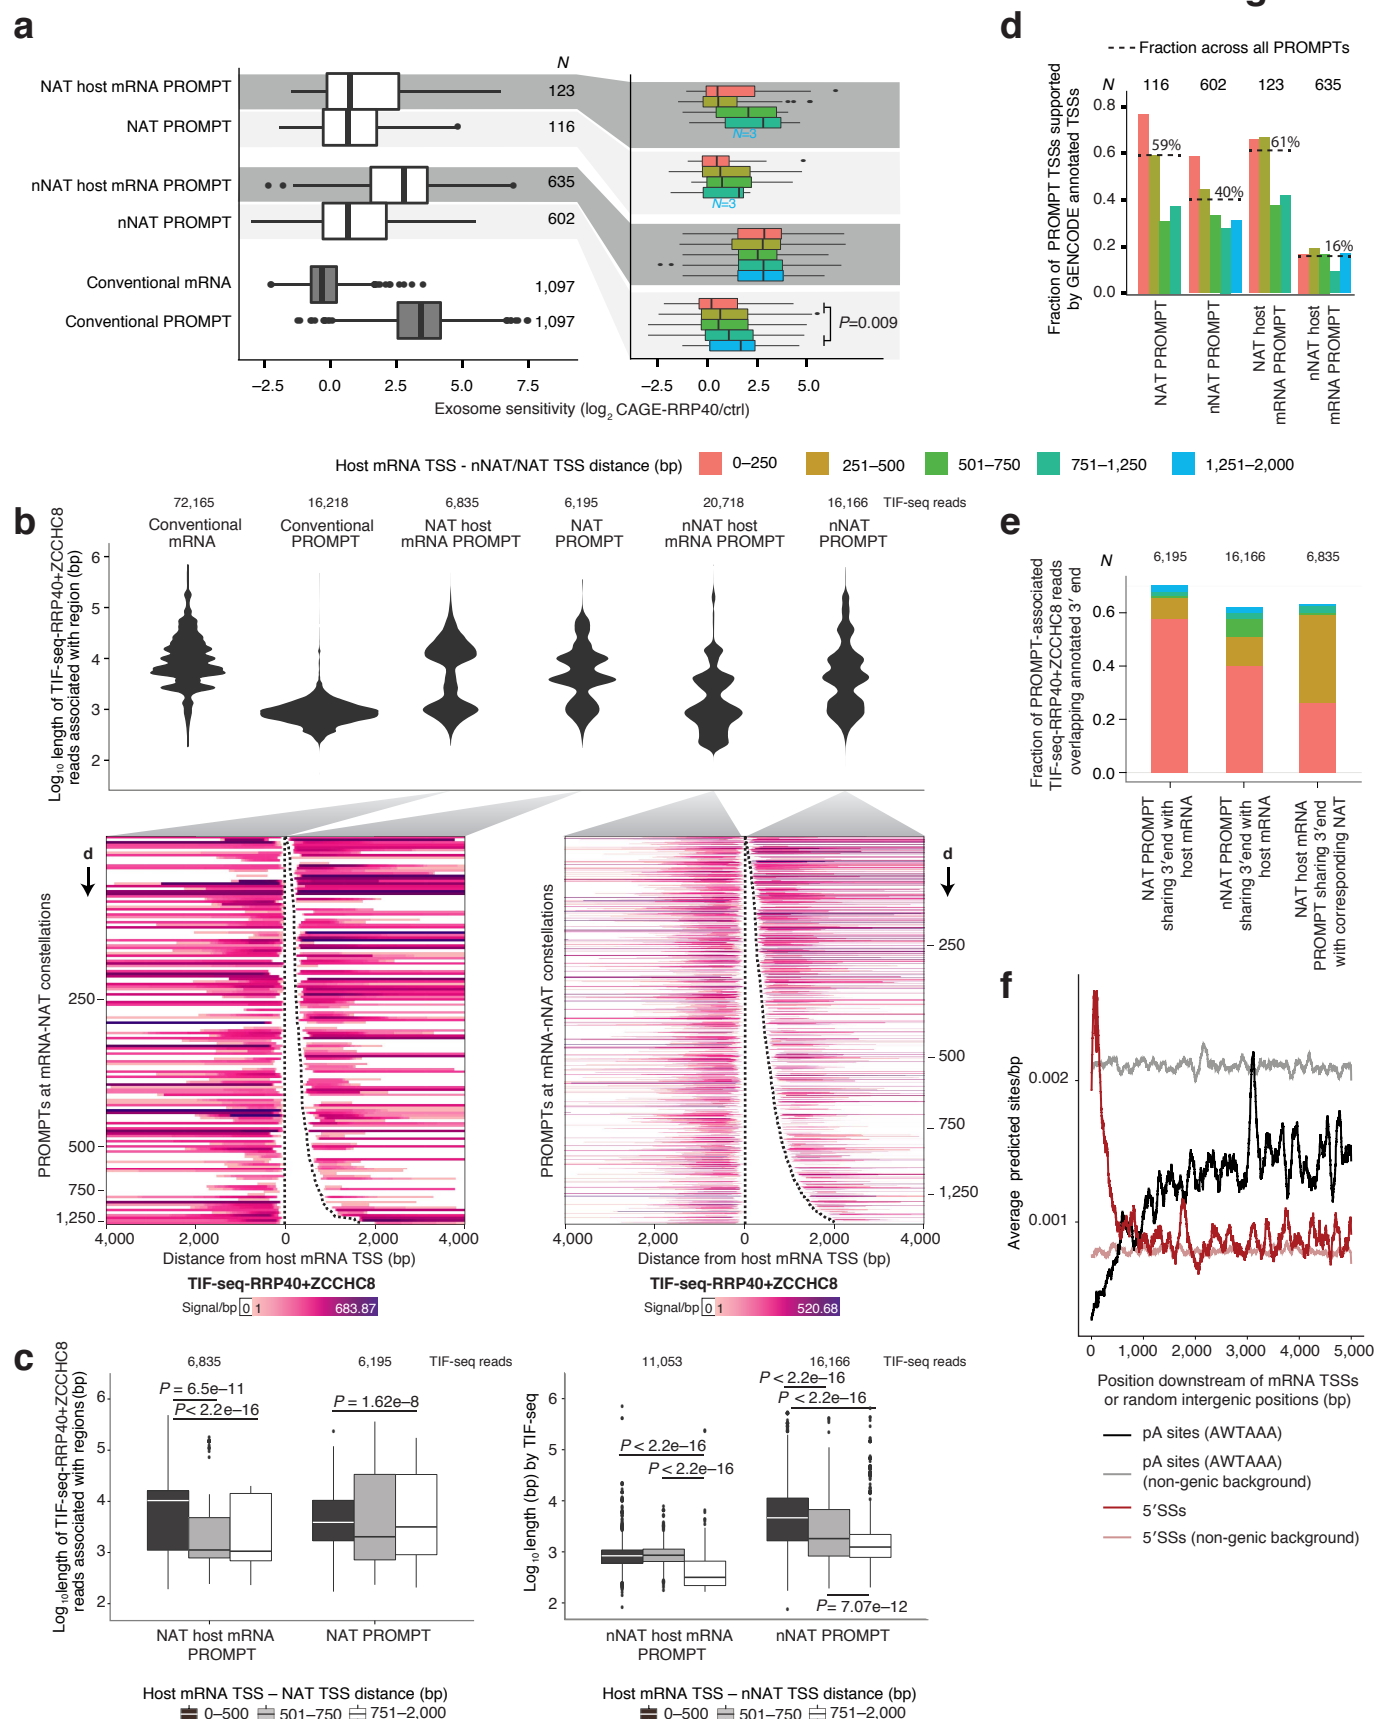 a
N
NAT host mRNA PROMPT
123
NAT PROMPT
116
nNAT host mRNA PROMPT
635
nNAT PROMPT
602
Conventional mRNA
1,097
Conventional PROMPT
1,097
N=3
N=3
P=0.009
–2.5 0.0 2.5 5.0 7.5
–2.5 0.0 2.5 5.0
Exosome sensitivity (log2 CAGE-RRP40/ctrl)
d
Fraction across all PROMPTs
N 116 602 123 635
Fraction of PROMPT TSSs supported
by GENCODE annotated TSSs
0.8
0.6
0.4
0.2
0.0
59%
40%
61%
16%
NAT PROMPT
nNAT PROMPT
NAT host
mRNA PROMPT
nNAT host
mRNA PROMPT
Host mRNA TSS - nNAT/NAT TSS distance (bp)
0–250
251–500
501–750
751–1,250
1,251–2,000
b
72,165 16,218 6,835 6,195 20,718 16,166 TIF-seq reads
Conventional
mRNA
Conventional
PROMPT
NAT host
mRNA PROMPT
NAT
PROMPT
nNAT host
mRNA PROMPT
nNAT
PROMPT
Log10 length of TIF-seq-RRP40+ZCCHC8
reads associated with region (bp)
6
5
4
3
2
d
PROMPTs at mRNA-NAT constellations
250
500
750
1,250
4,000 2,000 0 2,000 4,000
Distance from host mRNA TSS (bp)
TIF-seq-RRP40+ZCCHC8
Signal/bp 0 1 683.87
d
PROMPTs at mRNA-nNAT constellations
250
500
750
1,250
4,000 2,000 0 2,000 4,000
Distance from host mRNA TSS (bp)
TIF-seq-RRP40+ZCCHC8
Signal/bp 0 1 520.68
e
N 6,195 16,166 6,835
Fraction of PROMPT-associated
TIF-seq-RRP40+ZCCHC8 reads
overlapping annotated 3′ end
0.6
0.4
0.2
0.0
NAT PROMPT
sharing 3′end with
host mRNA
nNAT PROMPT
sharing 3′end with
host mRNA
NAT host mRNA
PROMPT sharing 3′end
with corresponding NAT
f
Average predicted sites/bp
0.002
0.001
0 1,000 2,000 3,000 4,000 5,000
Position downstream of mRNA TSSs
or random intergenic positions (bp)
pA sites (AWTAAA)
pA sites (AWTAAA)
(non-genic background)
5′SSs
5′SSs (non-genic background)
c
6,835 6,195 TIF-seq reads
Log10 length of TIF-seq-RRP40+ZCCHC8
reads associated with regions (bp)
6
5
4
3
2
P = 6.5e–11
P < 2.2e–16
P = 1.62e–8
NAT host mRNA
PROMPT
NAT PROMPT
Host mRNA TSS – NAT TSS distance (bp)
0–500 501–750 751–2,000
11,053 16,166 TIF-seq reads
Log10 length (bp) by TIF-seq
6
5
4
3
2
P < 2.2e–16
P < 2.2e–16
P < 2.2e–16
P < 2.2e–16
P = 7.07e–12
nNAT host mRNA
PROMPT
nNAT PROMPT
Host mRNA TSS – nNAT TSS distance (bp)
0–500 501–750 751–2,000